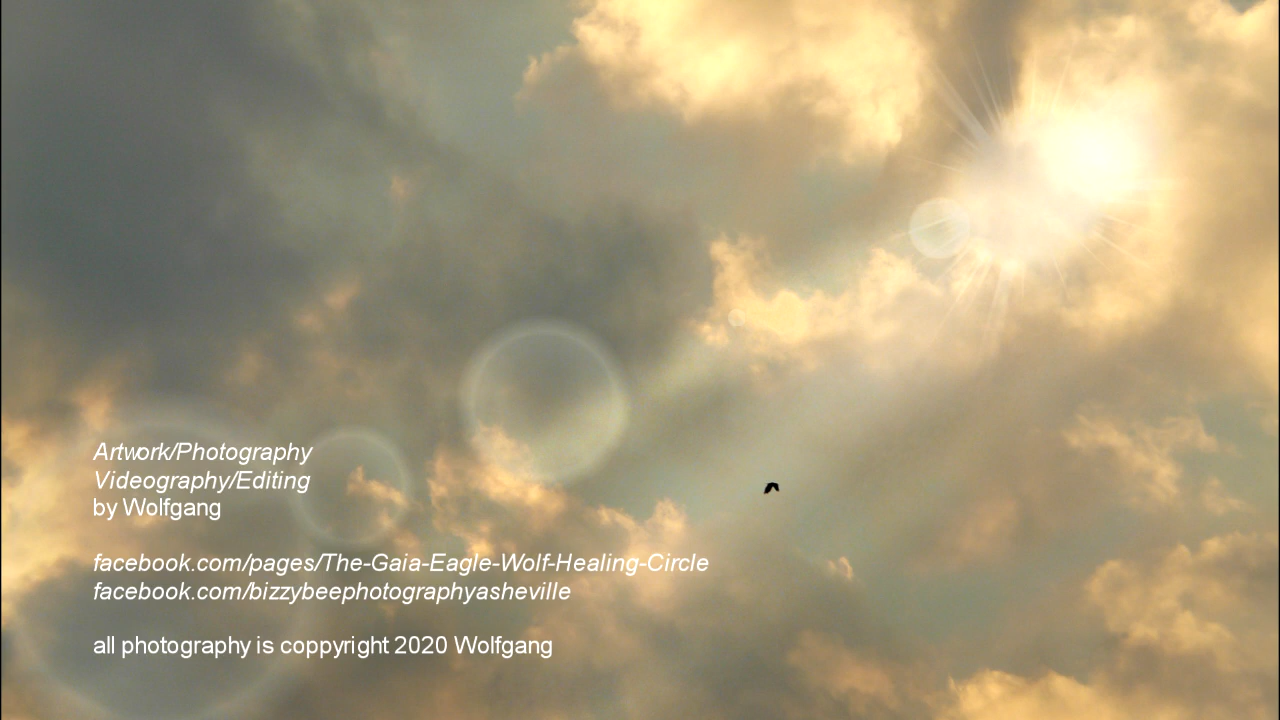 Artwork/Photography
Videography/Editing
by Wolfgang
facebook.com/pages/The-Gaia-Eagle-Wolf-Healing-Circle
facebook.com/bizzybeephotographyasheville
all photography is coppyright 2020 Wolfgang